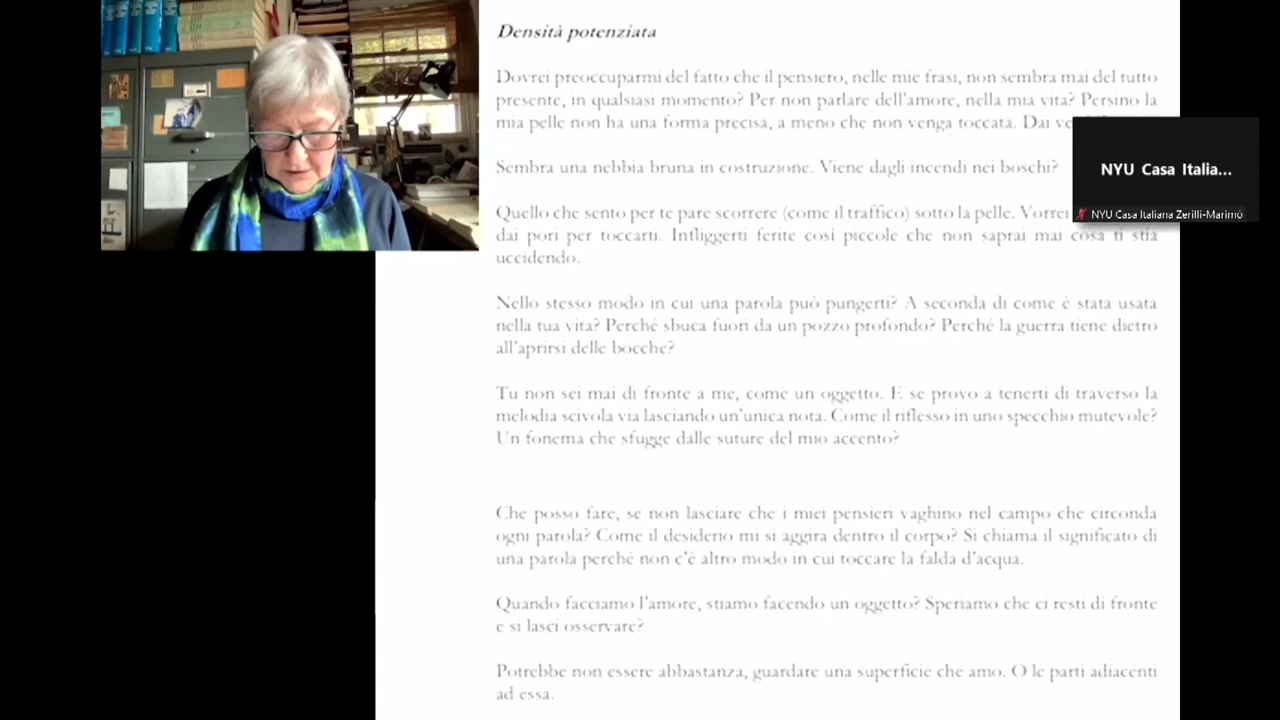 Densità potenziata
Dovrei preoccuparmi del fatto che il pensiero, nelle mie frasi, non sembra mai del tutto
presente, in qualsiasi momento? Per non parlare dell'amore, nella mia vita? Persino la
mia pelle non ha una forma precisa, a meno che non venga toccata. Dai
Sembra una nebbia bruna in costruzione. Viene dagli incendi nei boschi?
Quello che sento per te pare scorrere (come il traffico) sotto la pelle.
dai pori per toccarti. Infliggerti ferite così piccole che non saprai mai cosa ti stia
uccidendo.
Nello stesso modo in cui una parola può pungerti? A seconda di come è stata usata
nella tua vita? Perché sbuca fuori da un pozzo profondo? Perché la guerra tiene dietro
all'aprirsi delle bocche?
Tu non sei mai di fronte a me, come un oggetto. E se provo a tenerti di traverso la
melodia scivola via lasciando un'unica nota. Come il riflesso in uno specchio mutevole?
Un fonema che sfugge dalle suture del mio accento?
Che posso fare, se non lasciare che i miei pensieri vaghino nel campo che circonda
ogni parola? Come il desiderio mi si aggira dentro il corpo? Si chiama il significato di
una parola perché non c'è altro modo in cui toccare la falda d'acqua.
Quando facciamo l'amore, stiamo facendo un oggetto? Speriamo che ci resti di fronte
e si lasci osservare?
Potrebbe non essere abbastanza, guardare una superficie che amo. O le parti adiacenti
ad essa.
NYU Casa Italia...
NYU Casa Italiana Zerilli-Marimò